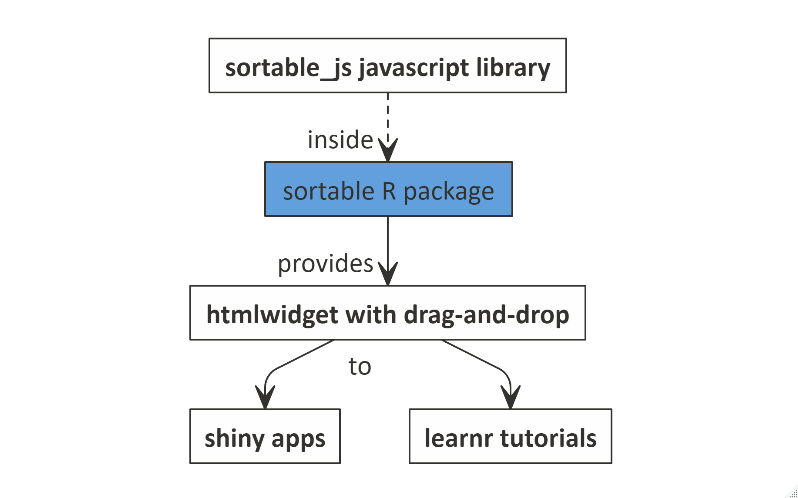 sortable_js javascript library
inside
sortable R package
provides
htmlwidget with drag-and-drop
to
shiny apps
learnr tutorials